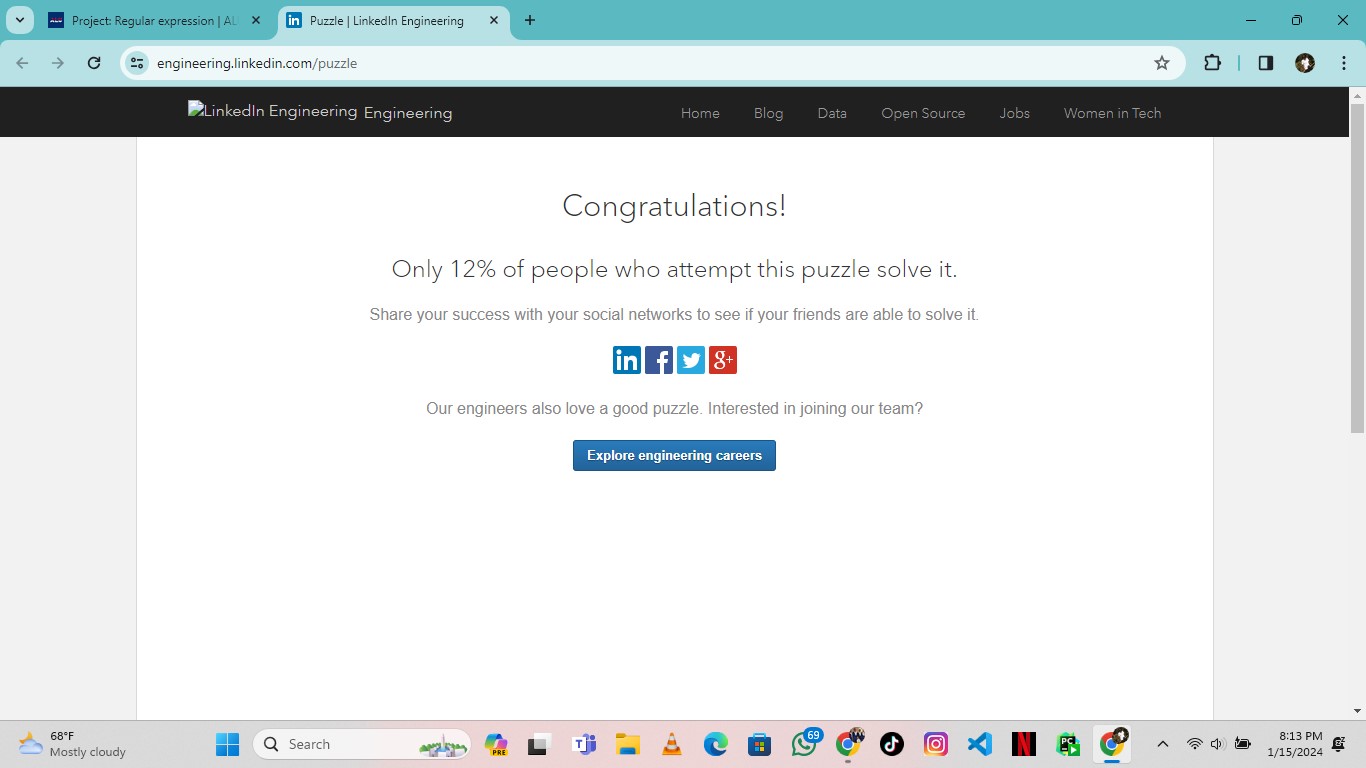 Project: Regular expression | AL
Puzzle | LinkedIn Engineering
engineering.linkedin.com/puzzle
LinkedIn Engineering Engineering
Home Blog Data Open Source Jobs Women in Tech
Congratulations!
Only 12% of people who attempt this puzzle solve it.
Share your success with your social networks to see if your friends are able to solve it.
in f g+
Our engineers also love a good puzzle. Interested in joining our team?
Explore engineering careers
68°F
Mostly cloudy
Search
PRE
69
PC
8:13 PM
1/15/2024